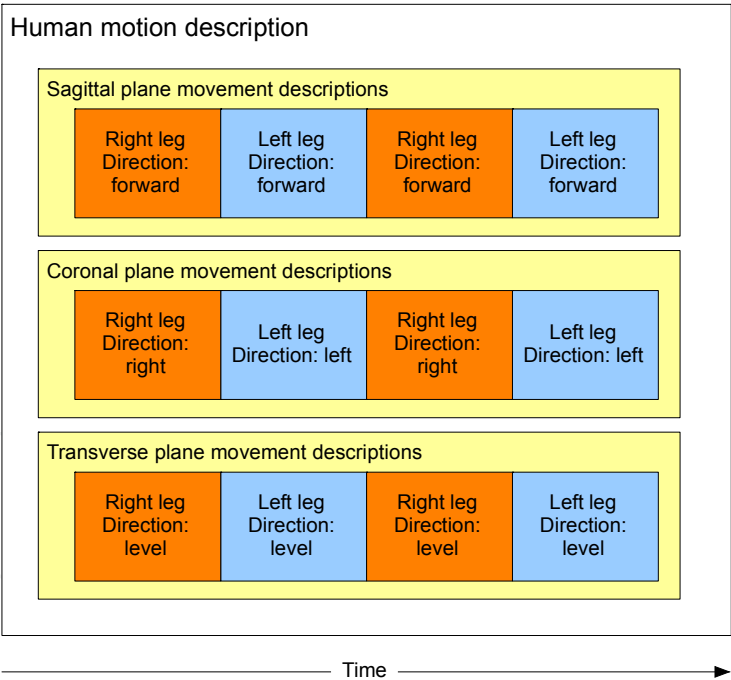 Human motion description
Sagittal plane movement descriptions
Right leg
Direction:
forward
Left leg
Direction:
forward
Right leg
Direction:
forward
Left leg
Direction:
forward
Coronal plane movement descriptions
Right leg
Direction:
right
Left leg
Direction: left
Right leg
Direction:
right
Left leg
Direction: left
Transverse plane movement descriptions
Right leg
Direction:
level
Left leg
Direction:
level
Right leg
Direction:
level
Left leg
Direction:
level
Time